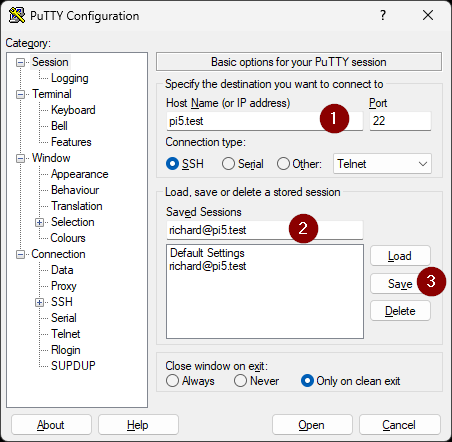 PuTTY Configuration
?
Category:
Session
Logging
Terminal
Keyboard
Bell
Features
Window
Appearance
Behaviour
Translation
Selection
Colours
Connection
Data
Proxy
SSH
Serial
Telnet
Rlogin
SUPDUP
Basic options for your PuTTY session
Specify the destination you want to connect to
Host Name (or IP address) Port
pi5.test 1 22
Connection type:
SSH Serial Other: Telnet
Load, save or delete a stored session
Saved Sessions
richard@pi5.test 2
Default Settings
richard@pi5.test
Load
Save 3
Delete
Close window on exit:
Always Never Only on clean exit
About Help Open Cancel